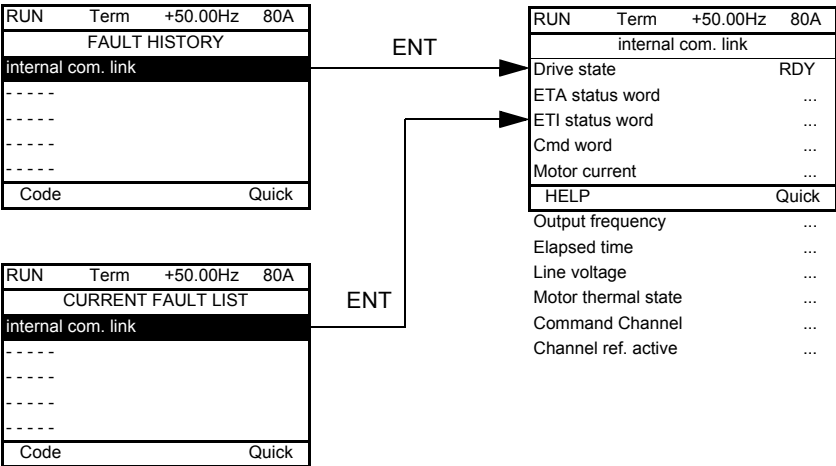 RUN Term +50.00Hz 80A
FAULT HISTORY
internal com. link
- - - - -
- - - - -
- - - - -
- - - - -
Code Quick
ENT
RUN Term +50.00Hz 80A
CURRENT FAULT LIST
internal com. link
- - - - -
- - - - -
- - - - -
- - - - -
Code Quick
ENT
RUN Term +50.00Hz 80A
internal com. link
Drive state RDY
ETA status word ...
ETI status word ...
Cmd word ...
Motor current ...
HELP Quick
Output frequency ...
Elapsed time ...
Line voltage ...
Motor thermal state ...
Command Channel ...
Channel ref. active ...